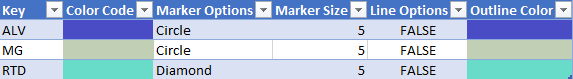 Key Color Code Marker Options Marker Size Line Options Outline Color
ALV Circle 5 FALSE
MG Circle 5 FALSE
RTD Diamond 5 FALSE